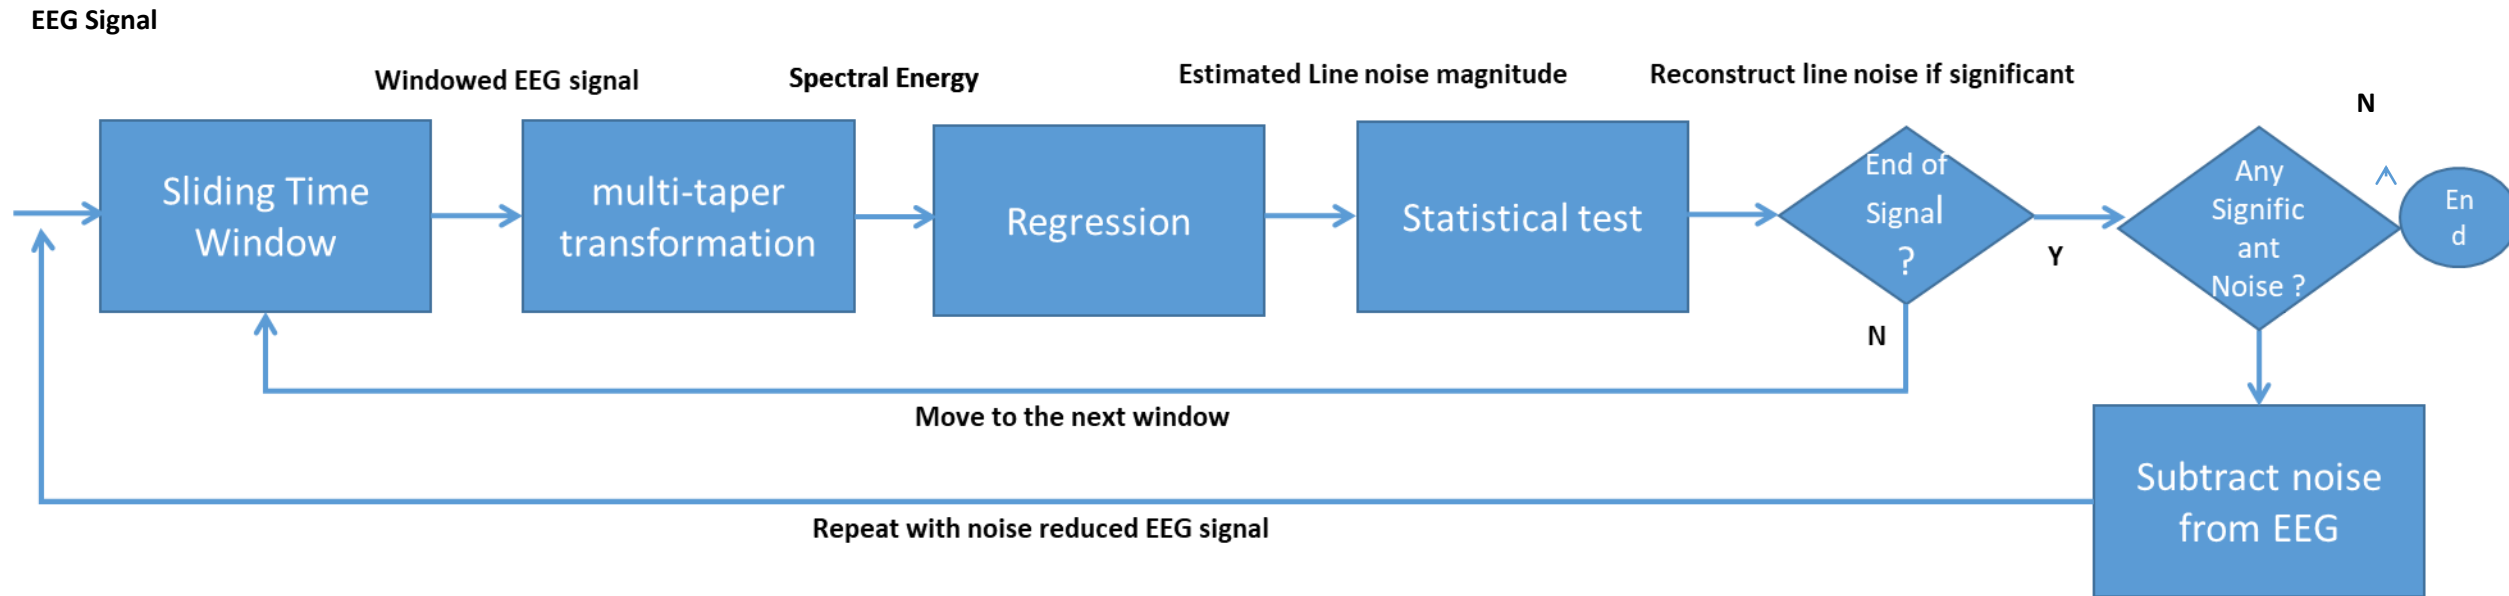 EEG Signal
Windowed EEG signal
Spectral Energy
Estimated Line noise magnitude
Reconstruct line noise if significant
N
Sliding Time
Window
multi-taper
transformation
Regression
Statistical test
End of
Signal
?
Y
N
Any
Signific
ant
Noise ?
En
d
Move to the next window
Subtract noise
from EEG
Repeat with noise reduced EEG signal